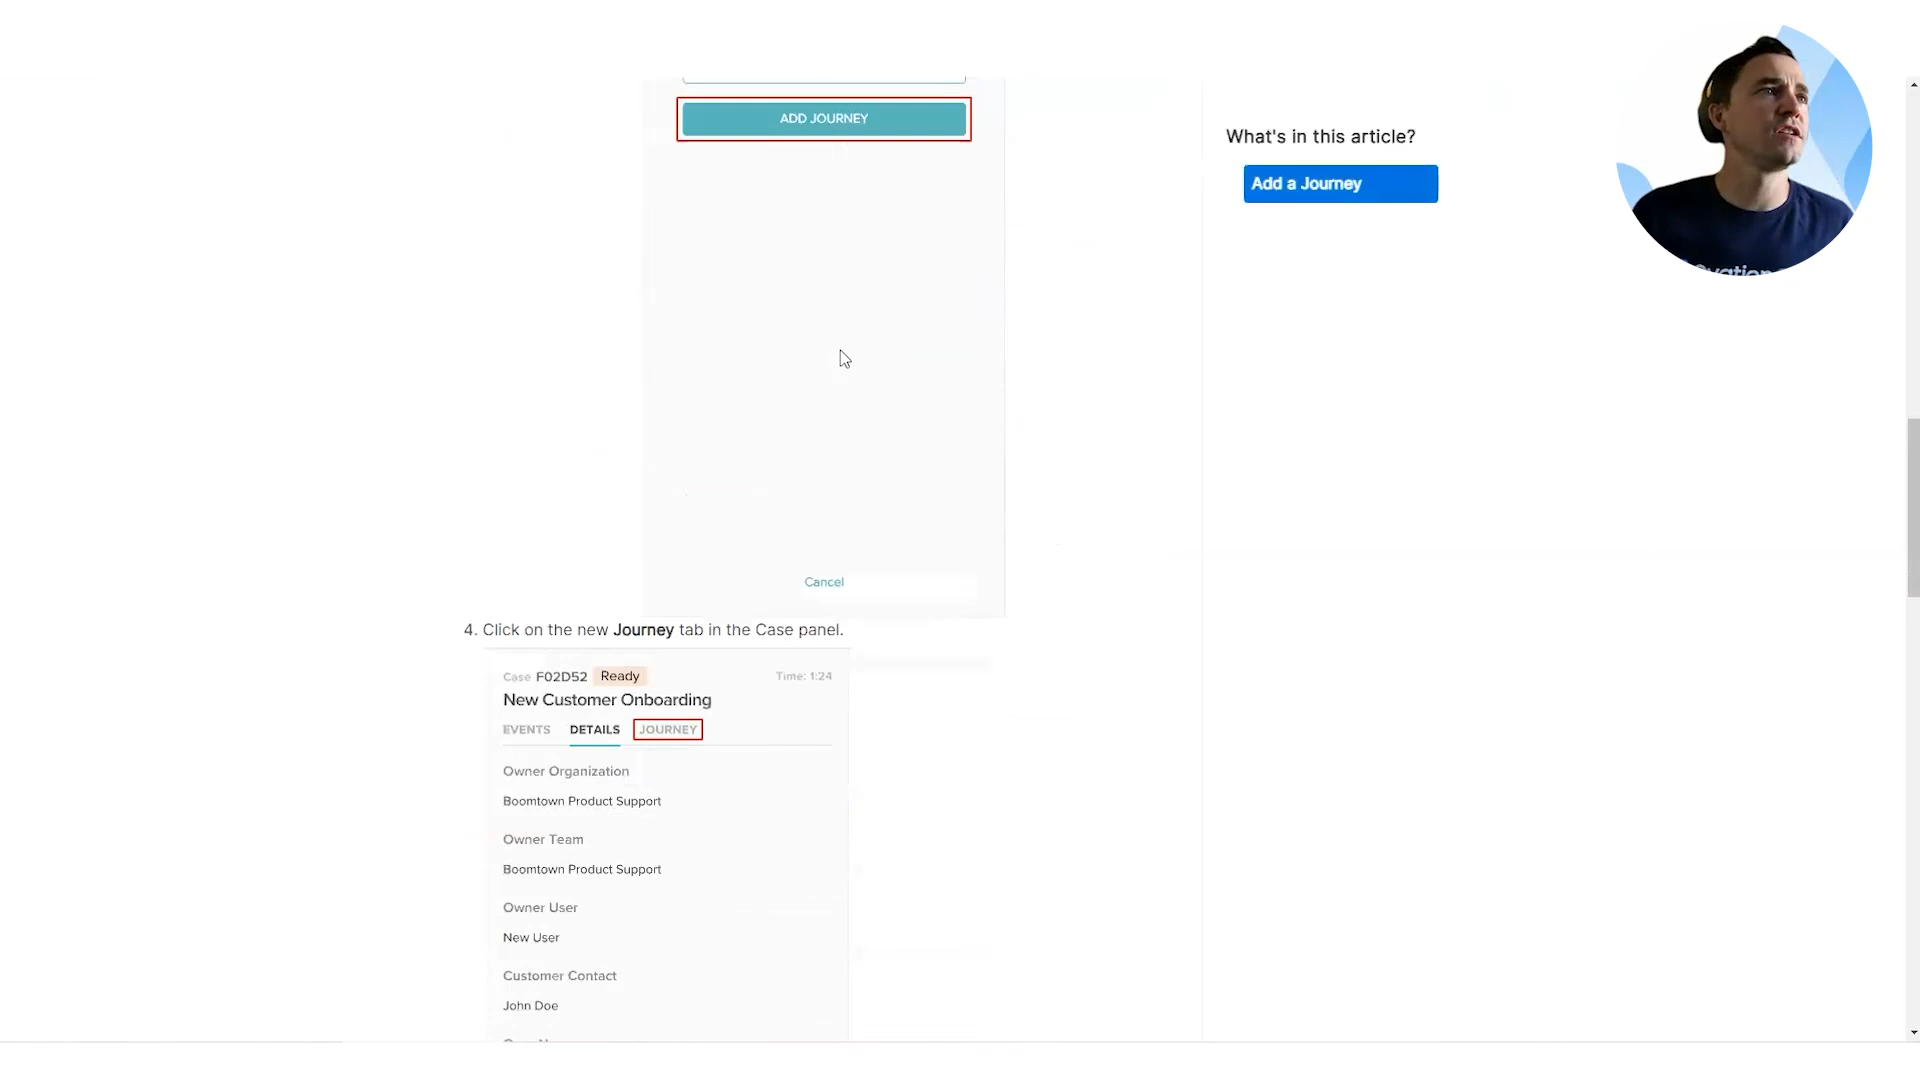 ADD JOURNEY
What's in this article?
Add a Journey
Cancel
4. Click on the new Journey tab in the Case panel.
Case F02D52 Ready Time: 1:24
New Customer Onboarding
EVENTS DETAILS JOURNEY
Owner Organization
Boomtown Product Support
Owner Team
Boomtown Product Support
Owner User
New User
Customer Contact
John Doe